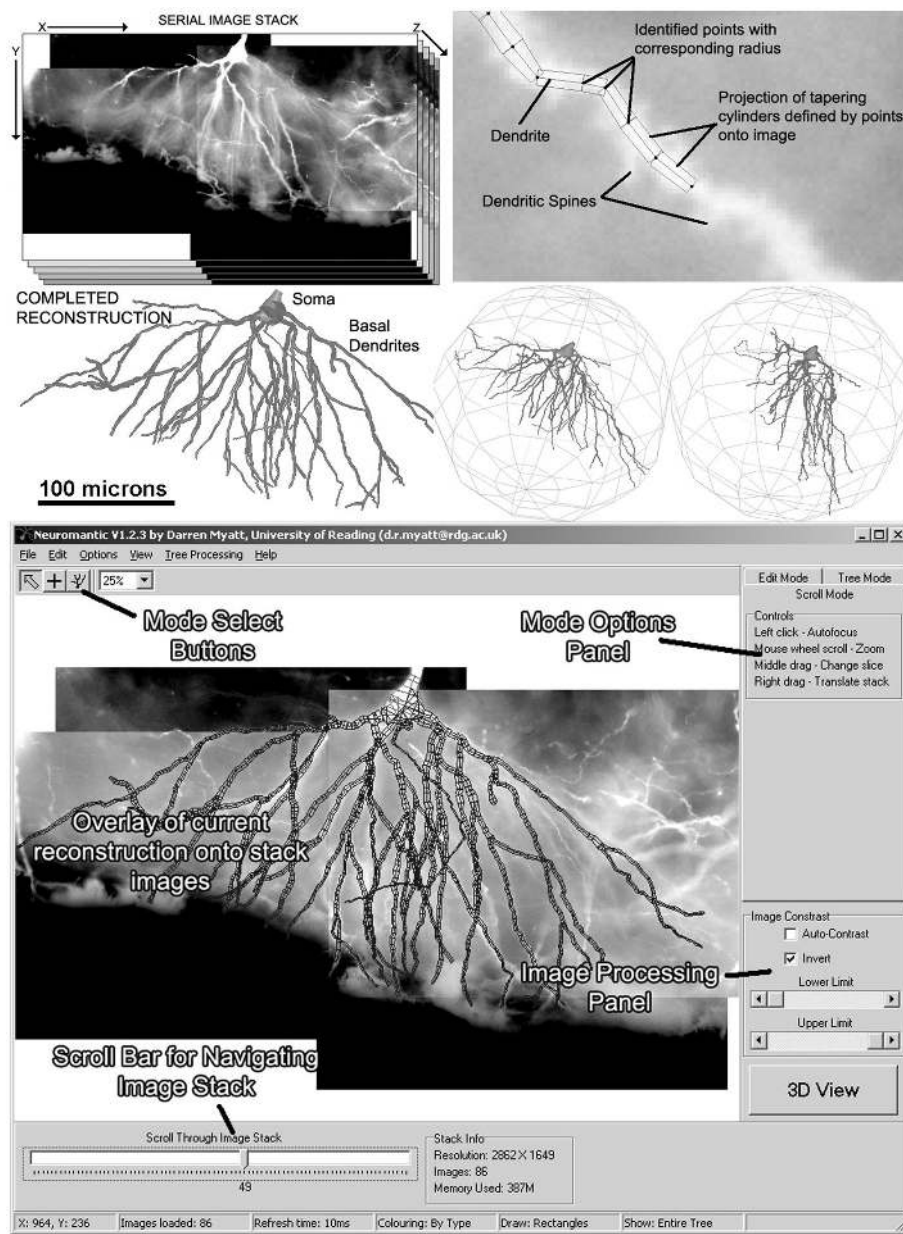 SERIAL IMAGE STACK
X
Y
Z
Identified points with
corresponding radius
Dendrite
Projection of tapering
cylinders defined by points
onto image
Dendritic Spines
COMPLETED
RECONSTRUCTION
Soma
Basal
Dendrites
100 microns
Neuromantic V1.2.3 by Darren Myatt, University of Reading (d.r.myatt@rdg.ac.uk)
File Edit Options View Tree Processing Help
25%
Mode Select
Buttons
Mode Options
Panel
Edit Mode Tree Mode
Scroll Mode
Controls
Left click - Autofocus
Mouse wheel scroll - Zoom
Middle drag - Change slice
Right drag - Translate stack
Overlay of current
reconstruction onto stack
images
Image Constrast
Auto-Contrast
Invert
Lower Limit
Upper Limit
Image Processing
Panel
3D View
Scroll Bar for Navigating
Image Stack
Scroll Through Image Stack
49
Stack Info
Resolution: 2862 X 1649
Images: 86
Memory Used: 387M
X: 964, Y: 236 Images loaded: 86 Refresh time: 10ms Colouring: By Type Draw: Rectangles Show: Entire Tree